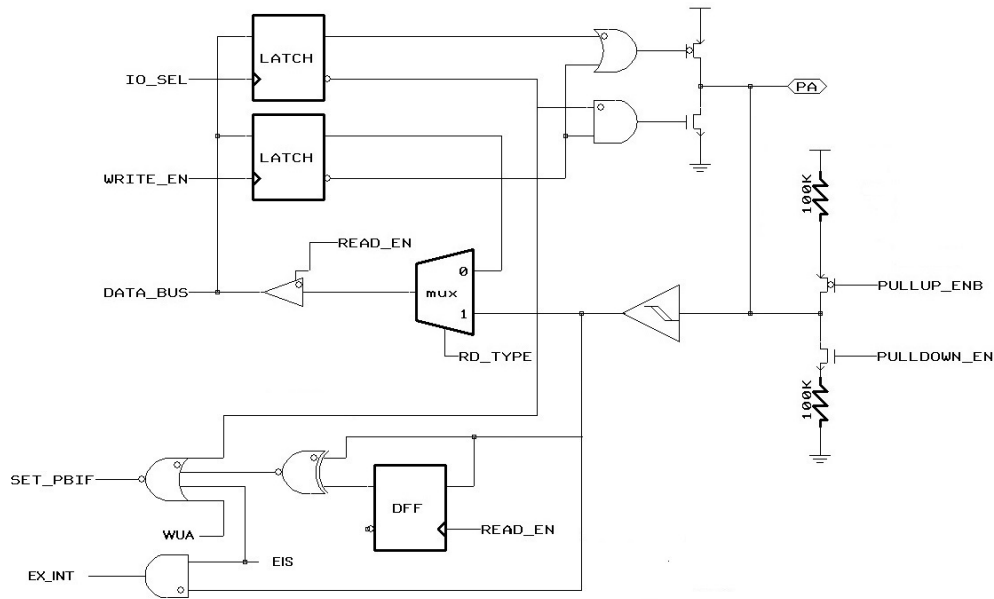 LATCH
IO_SEL
PA
LATCH
WRITE_EN
100K
READ_EN
0
DATA_BUS
mux
PULLUP_ENB
1
RD_TYPE
PULLDOWN_EN
100K
SET_PBIF
DFF
READ_EN
WUA
EIS
EX_INT